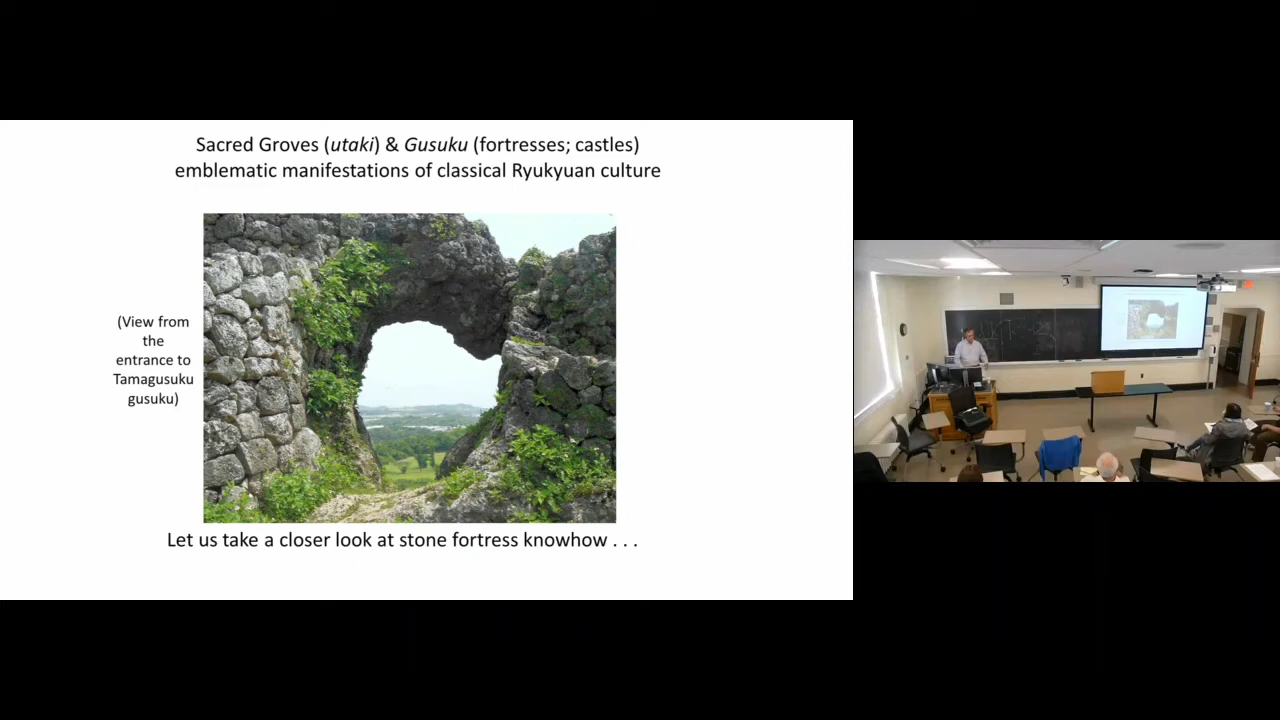 Sacred Groves (utaki) & Gusuku (fortresses; castles)
emblematic manifestations of classical Ryukyuan culture
(View from
the
entrance to
Tamagusuku
gusuku)
Let us take a closer look at stone fortress knowhow . . .